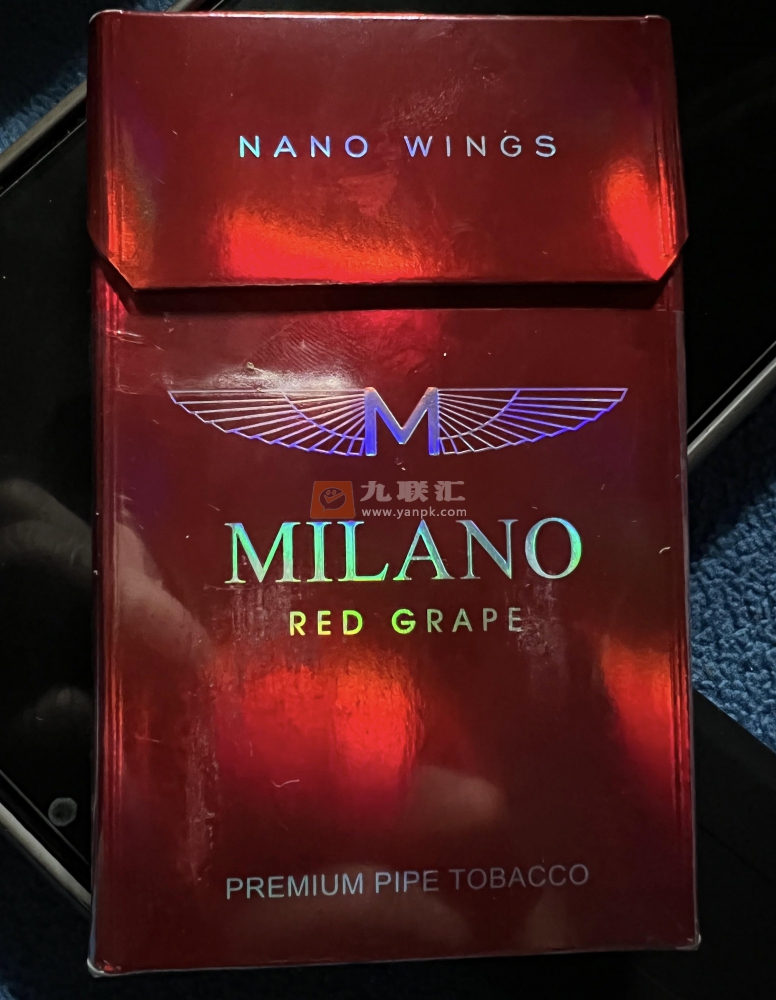 NANO WINGS
M
九联汇
www.yanpk.com
MILANO
RED GRAPE
PREMIUM PIPE TOBACCO